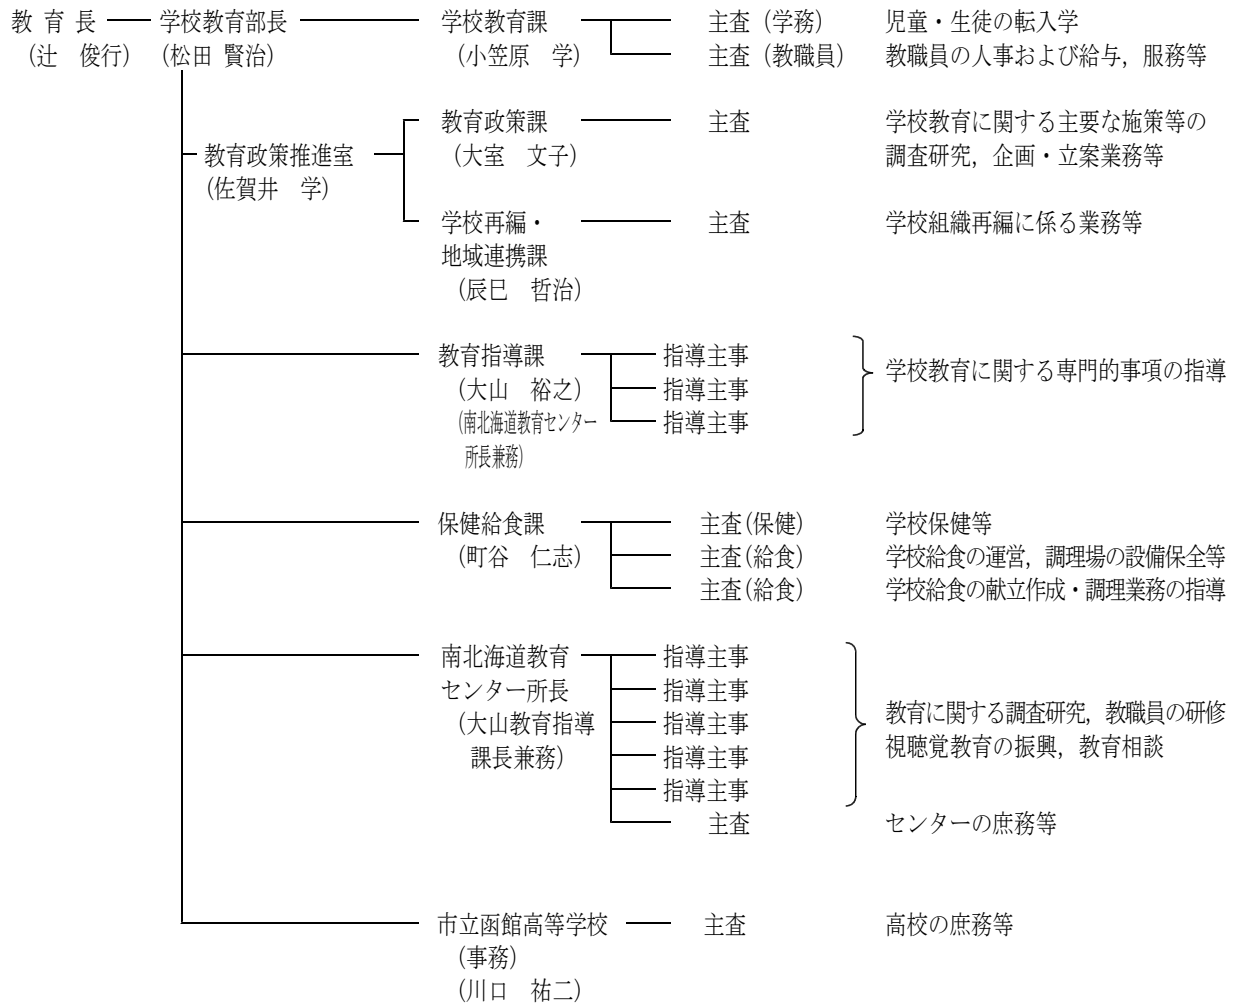 教 育 長 学校教育部長 学校教育課 主査（学務） 児童・生徒の転入学
（辻　俊行） （松田 賢治） （小笠原　学） 主査（教職員） 教職員の人事および給与，服務等
教育政策課 主査 学校教育に関する主要な施策等の
教育政策推進室 （大室　文子） 調査研究，企画・立案業務等
（佐賀井　学）
学校再編・ 主査 学校組織再編に係る業務等
地域連携課
（辰巳　哲治）
教育指導課 指導主事
学校教育に関する専門的事項の指導
（大山　裕之） 指導主事
（南北海道教育センター 指導主事
所長兼務）
保健給食課 主査（保健） 学校保健等
（町谷　仁志） 主査（給食） 学校給食の運営，調理場の設備保全等
主査（給食） 学校給食の献立作成・調理業務の指導
南北海道教育 指導主事
センター所長 指導主事
（大山教育指導 指導主事 教育に関する調査研究，教職員の研修
課長兼務） 指導主事 視聴覚教育の振興，教育相談
指導主事
主査 センターの庶務等
市立函館高等学校 主査 高校の庶務等
（事務）
（川口　祐二）